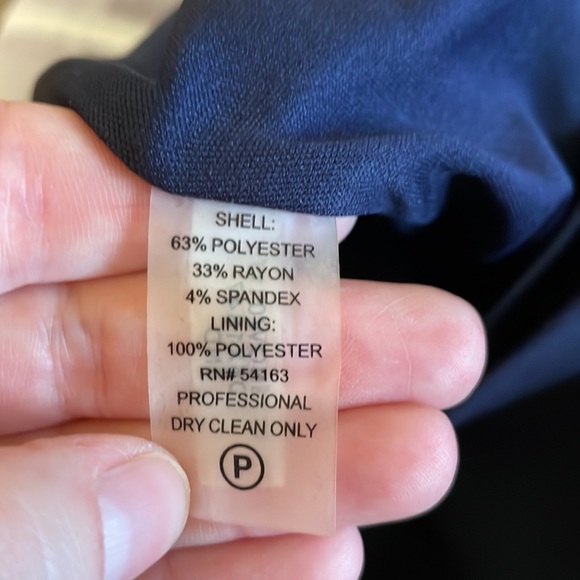 SHELL:
63% POLYESTER
33% RAYON
4% SPANDEX
LINING:
100% POLYESTER
RN# 54163
PROFESSIONAL
DRY CLEAN ONLY
P